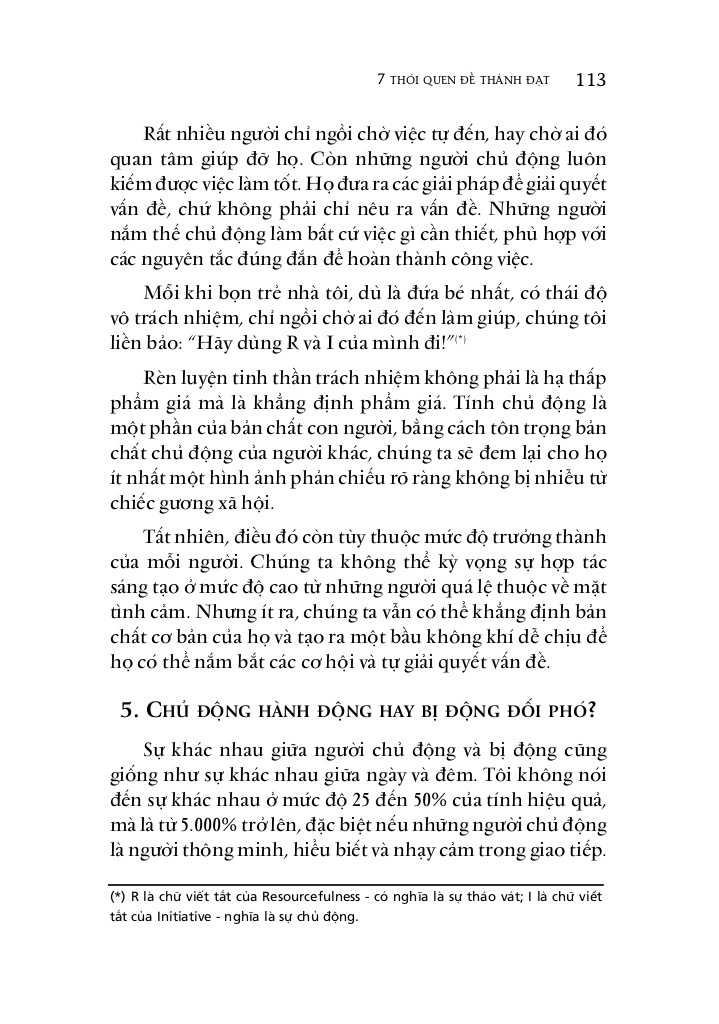 7 THÓI QUEN ĐỂ THÀNH ĐẠT 113
Rất nhiều người chỉ ngồi chờ việc tự đến, hay chờ ai đó
quan tâm giúp đỡ họ. Còn những người chủ động luôn
kiếm được việc làm tốt. Họ đưa ra các giải pháp để giải quyết
vấn đề, chứ không phải chỉ nêu ra vấn đề. Những người
nắm thế chủ động làm bất cứ việc gì cần thiết, phù hợp với
các nguyên tắc đúng đắn để hoàn thành công việc.
Mỗi khi bọn trẻ nhà tôi, dù là đứa bé nhất, có thái độ
vô trách nhiệm, chỉ ngồi chờ ai đó đến làm giúp, chúng tôi
liền bảo: “Hãy dùng R và I của mình đi!”(*)
Rèn luyện tinh thần trách nhiệm không phải là hạ thấp
phẩm giá mà là khẳng định phẩm giá. Tính chủ động là
một phần của bản chất con người, bằng cách tôn trọng bản
chất chủ động của người khác, chúng ta sẽ đem lại cho họ
ít nhất một hình ảnh phản chiếu rõ ràng không bị nhiễu từ
chiếc gương xã hội.
Tất nhiên, điều đó còn tùy thuộc mức độ trưởng thành
của mỗi người. Chúng ta không thể kỳ vọng sự hợp tác
sáng tạo ở mức độ cao từ những người quá lệ thuộc về mặt
tình cảm. Nhưng ít ra, chúng ta vẫn có thể khẳng định bản
chất cơ bản của họ và tạo ra một bầu không khí dễ chịu để
họ có thể nắm bắt các cơ hội và tự giải quyết vấn đề.
5. CHỦ ĐỘNG HÀNH ĐỘNG HAY BỊ ĐỘNG ĐỐI PHÓ?
Sự khác nhau giữa người chủ động và bị động cũng
giống như sự khác nhau giữa ngày và đêm. Tôi không nói
đến sự khác nhau ở mức độ 25 đến 50% của tính hiệu quả,
mà là từ 5.000% trở lên, đặc biệt nếu những người chủ động
là người thông minh, hiểu biết và nhạy cảm trong giao tiếp.
(*) R là chữ viết tắt của Resourcefulness - có nghĩa là sự tháo vát; I là chữ viết
tắt của Initiative - nghĩa là sự chủ động.